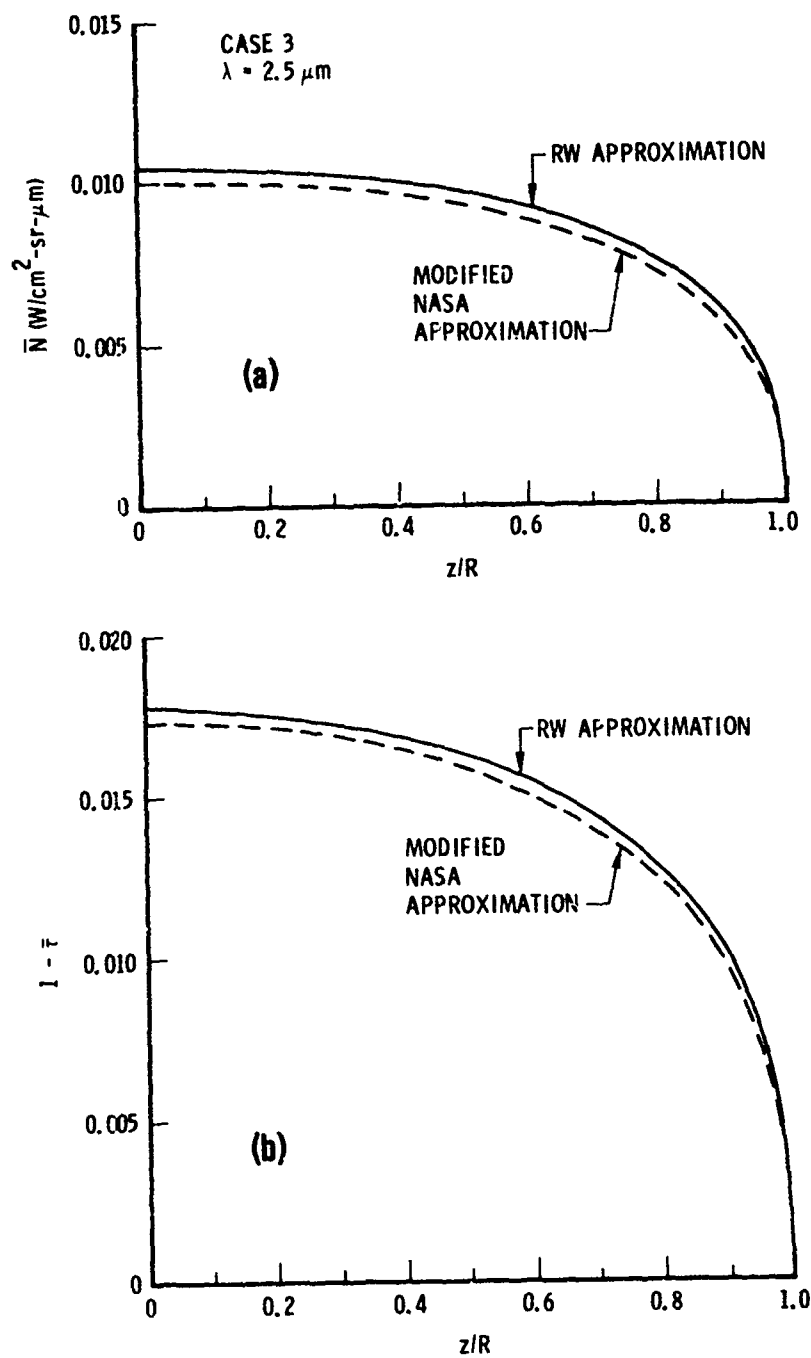 0.015
CASE 3
λ = 2.5 μm
RW APPROXIMATION
0.010
N̅ (W/cm²-sr-μm)
MODIFIED
NASA
APPROXIMATION
0.005
(a)
0
0 0.2 0.4 0.6 0.8 1.0
z/R
0.020
RW APPROXIMATION
0.015
MODIFIED
NASA
APPROXIMATION
0.010
1 - τ̅
0.005
(b)
0
0 0.2 0.4 0.6 0.8 1.0
z/R